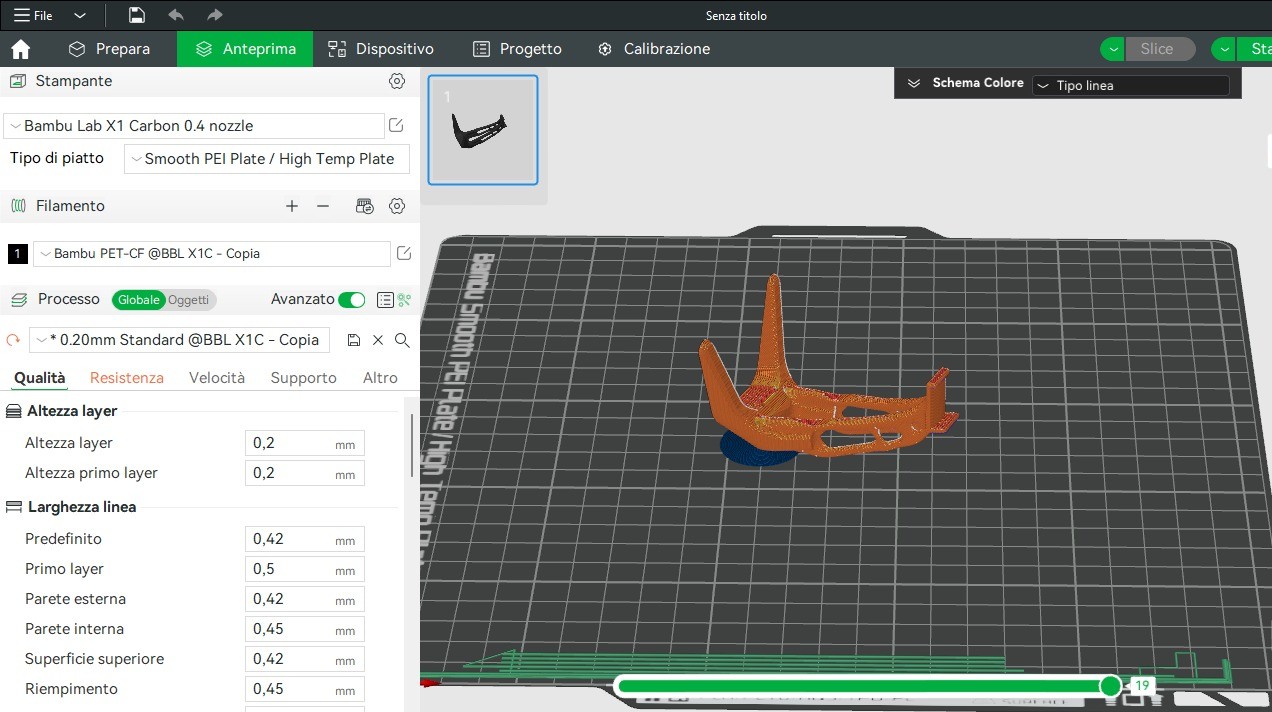 File
Senza titolo
Prepara
Anteprima
Dispositivo
Progetto
Calibrazione
Slice
Sta
Stampante
Bambu Lab X1 Carbon 0.4 nozzle
Tipo di piatto
Smooth PEI Plate / High Temp Plate
Filamento
1
Bambu PET-CF @BBL X1C - Copia
Processo
Globale
Oggetti
Avanzato
* 0.20mm Standard @BBL X1C - Copia
Qualità
Resistenza
Velocità
Supporto
Altro
Altezza layer
Altezza layer
0,2
mm
Altezza primo layer
0,2
mm
Larghezza linea
Predefinito
0,42
mm
Primo layer
0,5
mm
Parete esterna
0,42
mm
Parete interna
0,45
mm
Superficie superiore
0,42
mm
Riempimento
0,45
mm
1
Schema Colore
Tipo linea
Bambu Smooth PEI Plate / High Temp Plate
19